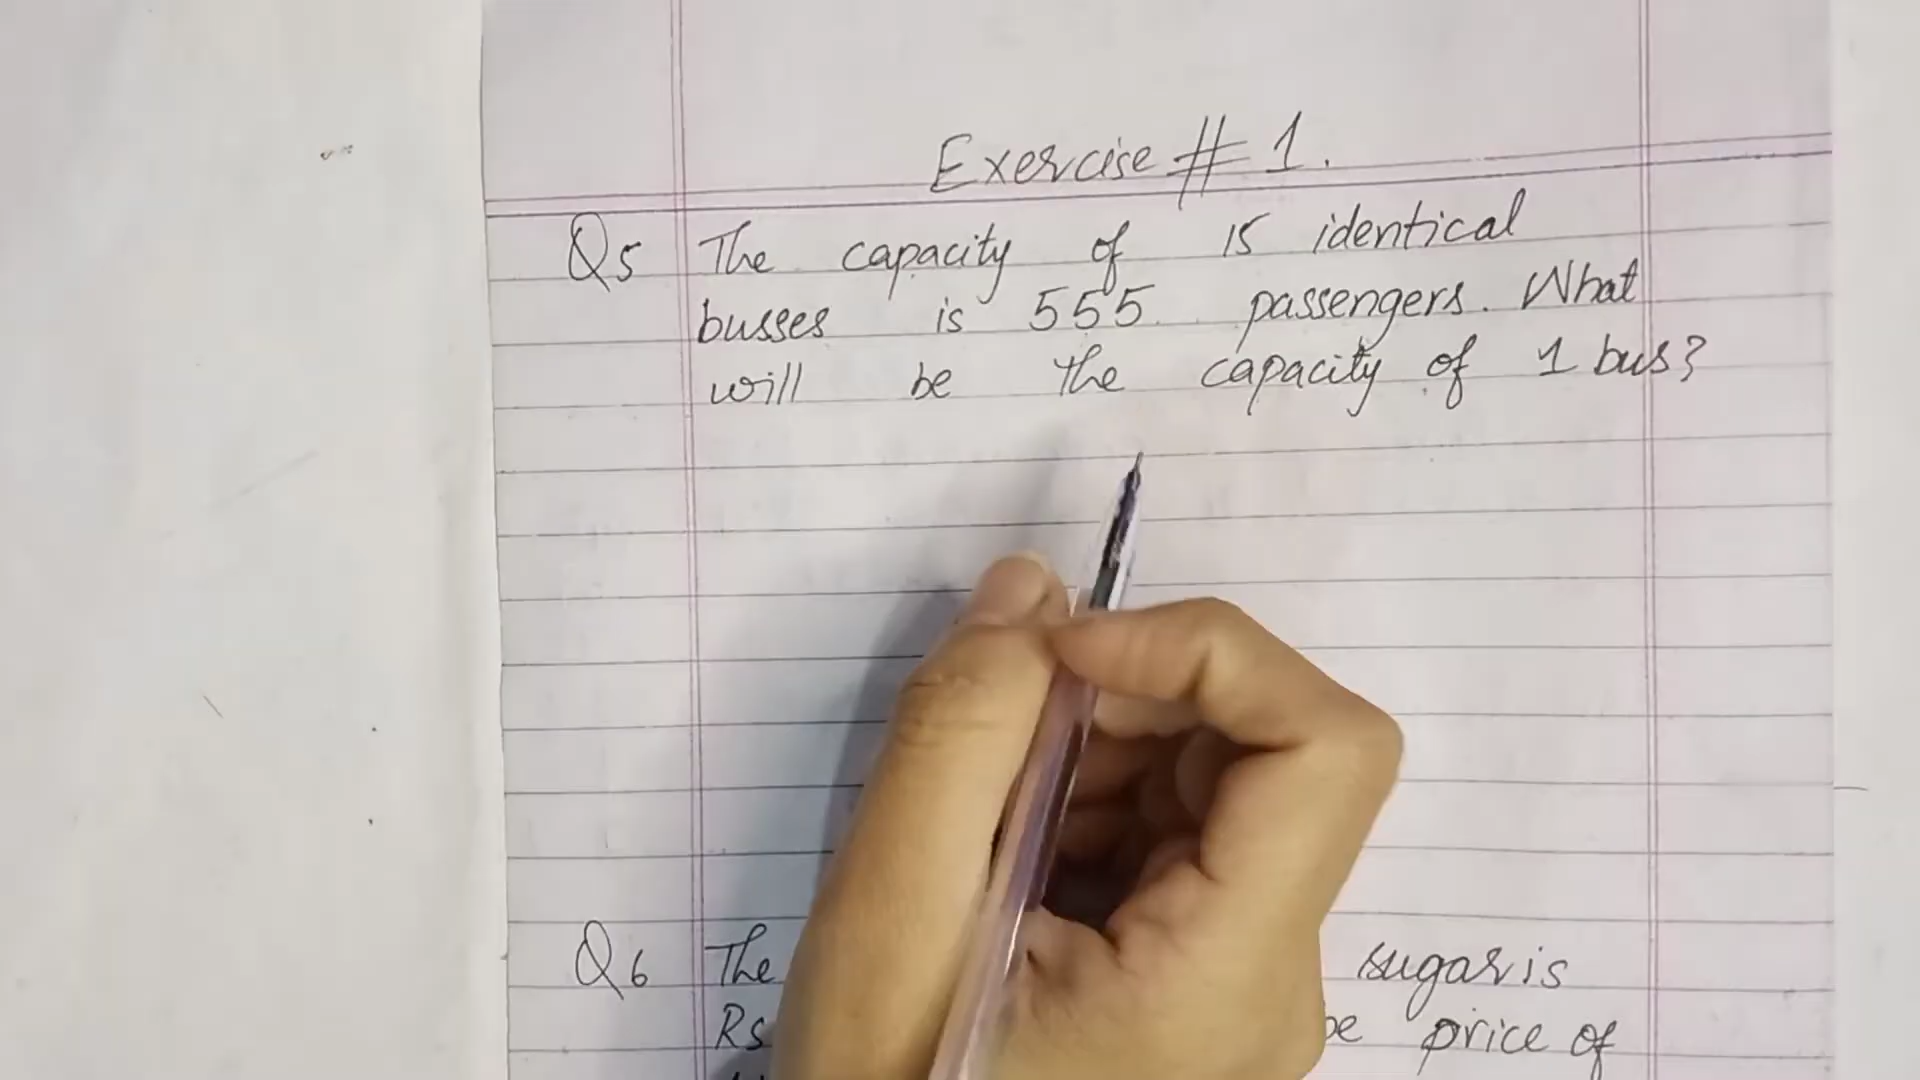 Exercise # 1.
Q5 The capacity of 15 identical
busses is 555 passengers. What
will be the capacity of 1 bus?
Q6 The sugar is
Rs be price of